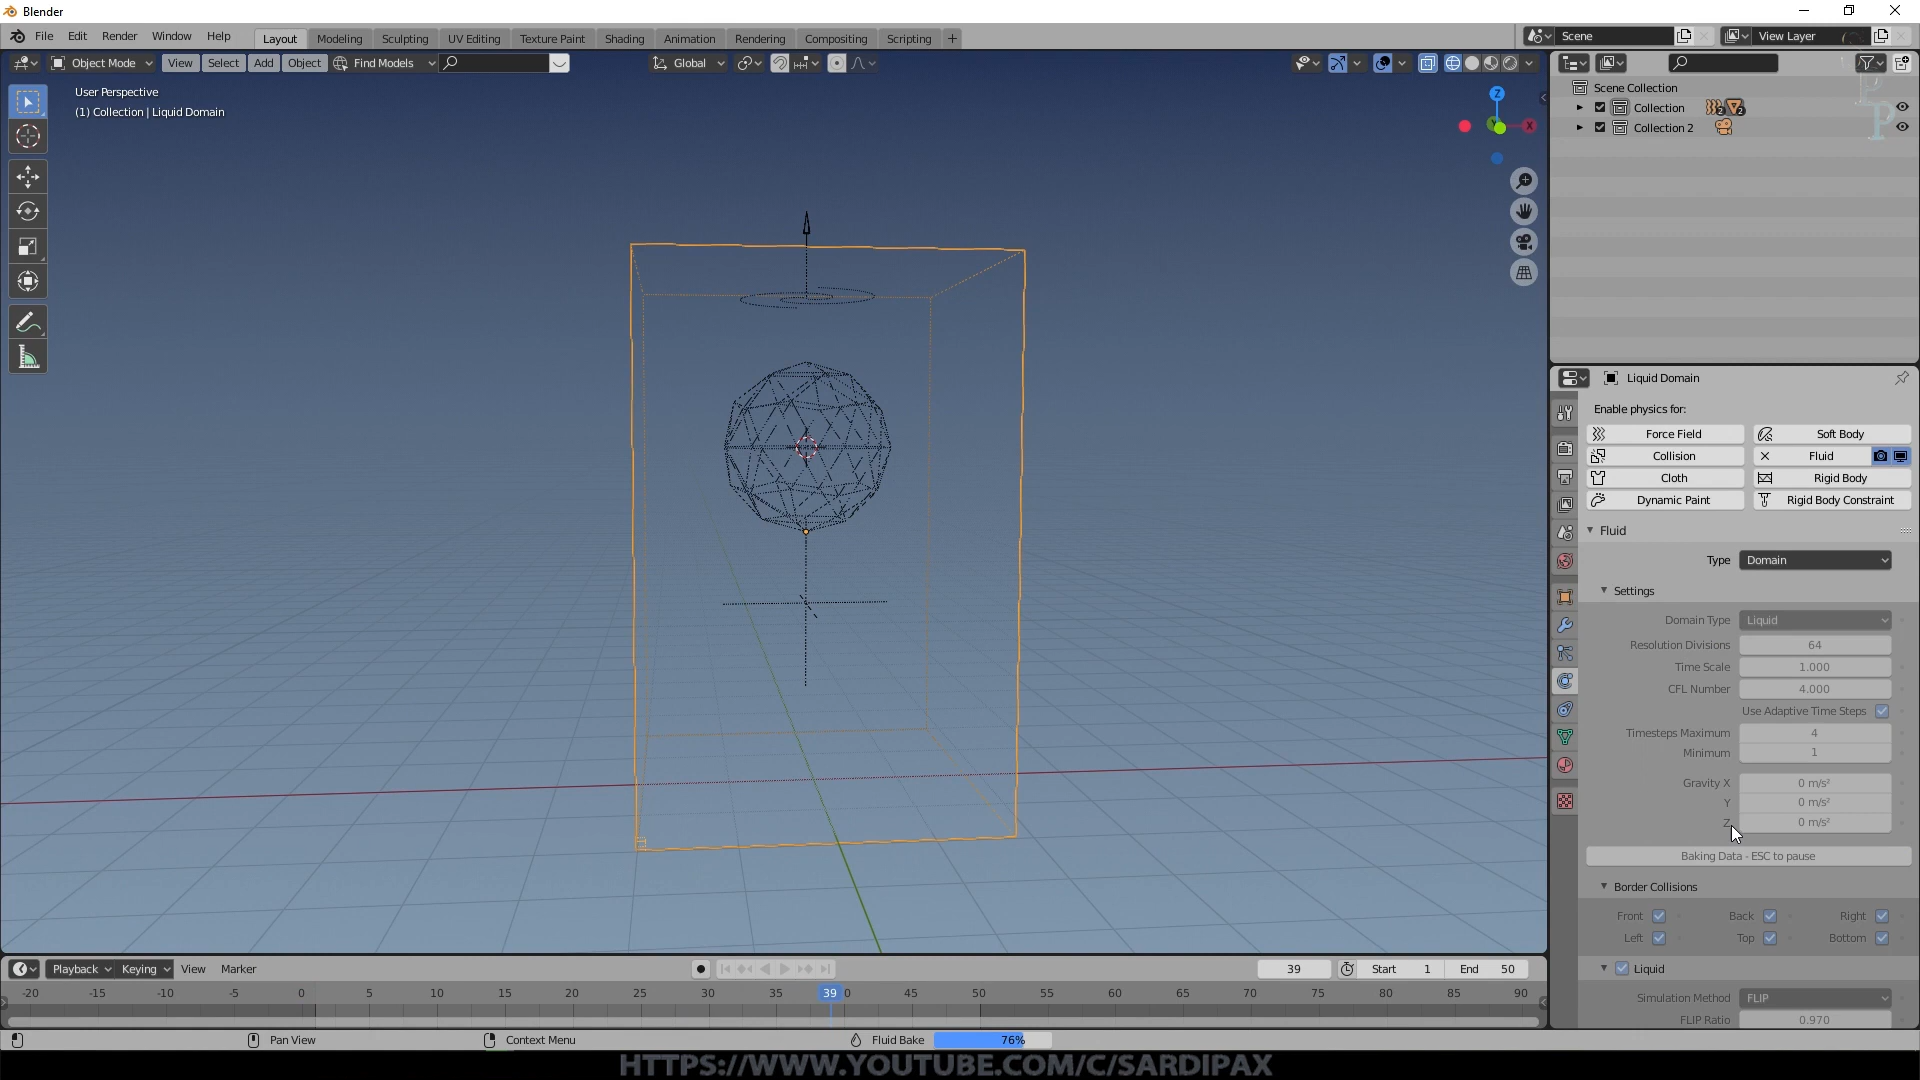 Blender
File Edit Render Window Help Layout Modeling Sculpting UV Editing Texture Paint Shading Animation Rendering Compositing Scripting + Scene View Layer
Object Mode View Select Add Object Find Models Global
User Perspective
(1) Collection | Liquid Domain
Z
X
Scene Collection
Collection 2 2
Collection 2
Liquid Domain
Enable physics for:
Force Field Soft Body
Collision Fluid
Cloth Rigid Body
Dynamic Paint Rigid Body Constraint
Fluid
Type Domain
Settings
Domain Type Liquid
Resolution Divisions 64
Time Scale 1.000
CFL Number 4.000
Use Adaptive Time Steps
Timesteps Maximum 4
Minimum 1
Gravity X 0 m/s²
Y 0 m/s²
Z 0 m/s²
Baking Data - ESC to pause
Border Collisions
Front Back Right
Left Top Bottom
Liquid
Simulation Method FLIP
FLIP Ratio 0.970
Playback Keying View Marker 39 Start 1 End 50
-20 -15 -10 -5 0 5 10 15 20 25 30 35 39 0 45 50 55 60 65 70 75 80 85 90
Pan View Context Menu Fluid Bake 76%
HTTPS://WWW.YOUTUBE.COM/C/SARDIPAX